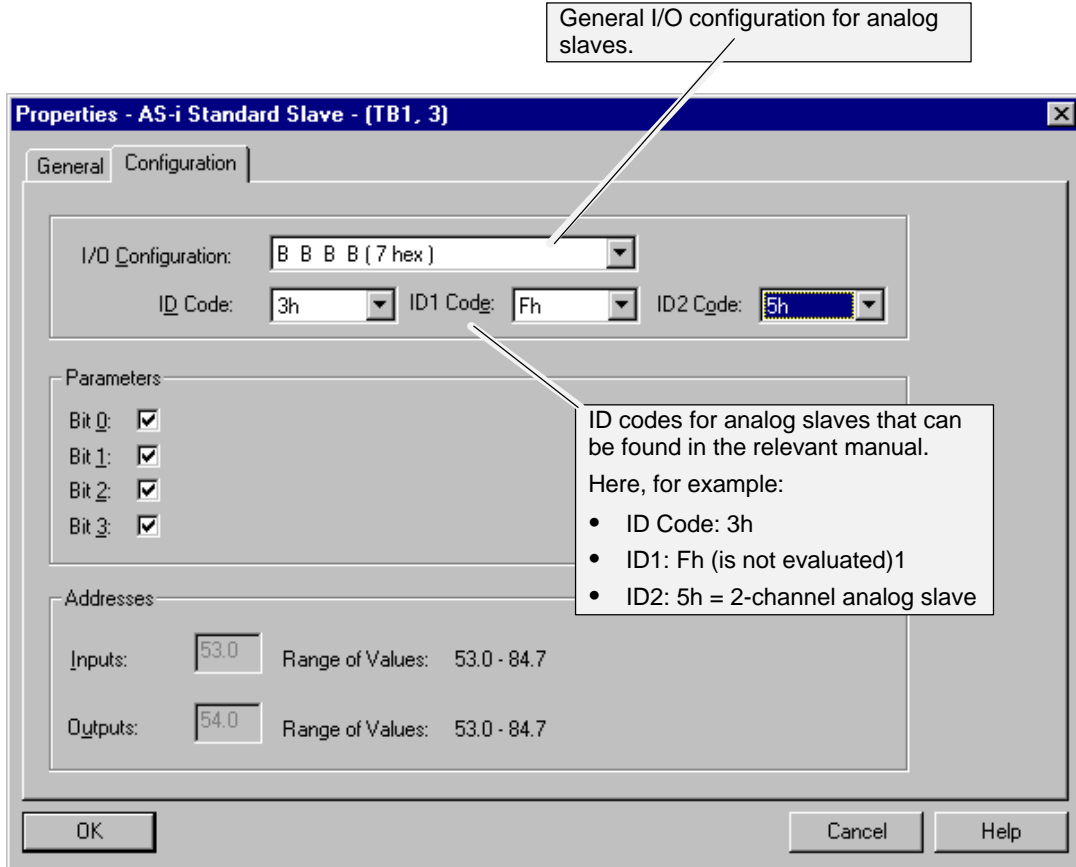 General I/O configuration for analog
slaves.
Properties - AS-i Standard Slave - (TB1, 3)
General Configuration
I/O Configuration: B B B B ( 7 hex )
ID Code: 3h ID1 Code: Fh ID2 Code: 5h
Parameters
Bit 0:
Bit 1:
Bit 2:
Bit 3:
ID codes for analog slaves that can
be found in the relevant manual.
Here, for example:
• ID Code: 3h
• ID1: Fh (is not evaluated)1
• ID2: 5h = 2-channel analog slave
Addresses
Inputs: 53.0 Range of Values: 53.0 - 84.7
Outputs: 54.0 Range of Values: 53.0 - 84.7
OK Cancel Help